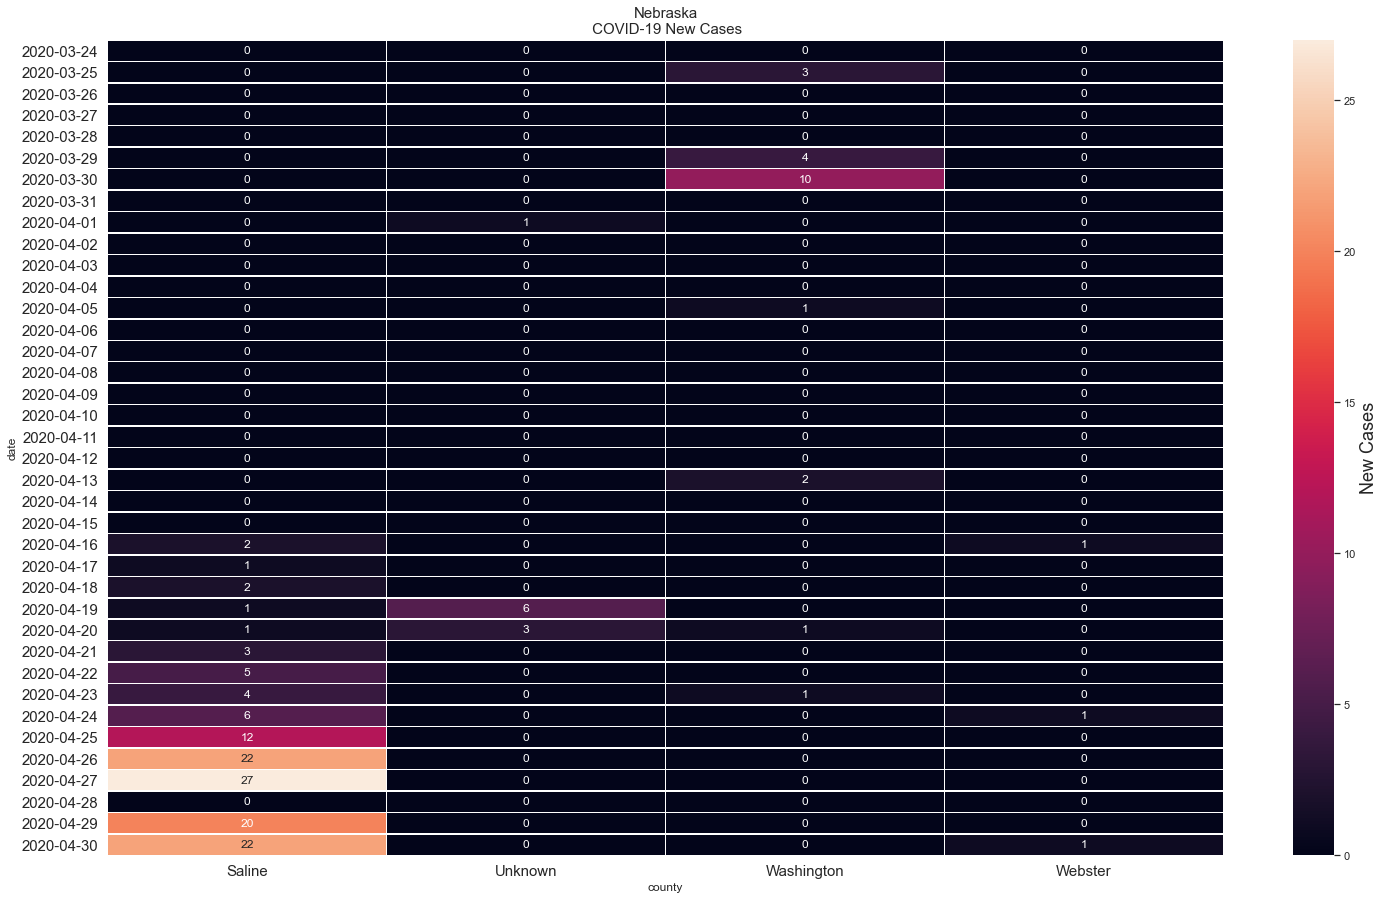 Nebraska
COVID-19 New Cases
2020-03-24 0 0 0 0
2020-03-25 0 0 3 0
2020-03-26 0 0 0 0
2020-03-27 0 0 0 0
2020-03-28 0 0 0 0
2020-03-29 0 0 4 0
2020-03-30 0 0 10 0
2020-03-31 0 0 0 0
2020-04-01 0 1 0 0
2020-04-02 0 0 0 0
2020-04-03 0 0 0 0
2020-04-04 0 0 0 0
2020-04-05 0 0 1 0
2020-04-06 0 0 0 0
2020-04-07 0 0 0 0
2020-04-08 0 0 0 0
2020-04-09 0 0 0 0
2020-04-10 0 0 0 0
2020-04-11 0 0 0 0
2020-04-12 0 0 0 0
2020-04-13 0 0 2 0
2020-04-14 0 0 0 0
2020-04-15 0 0 0 0
2020-04-16 2 0 0 1
2020-04-17 1 0 0 0
2020-04-18 2 0 0 0
2020-04-19 1 6 0 0
2020-04-20 1 3 1 0
2020-04-21 3 0 0 0
2020-04-22 5 0 0 0
2020-04-23 4 0 1 0
2020-04-24 6 0 0 1
2020-04-25 12 0 0 0
2020-04-26 22 0 0 0
2020-04-27 27 0 0 0
2020-04-28 0 0 0 0
2020-04-29 20 0 0 0
2020-04-30 22 0 0 1
date
Saline Unknown Washington Webster
county
25
20
15
10
5
0
New Cases